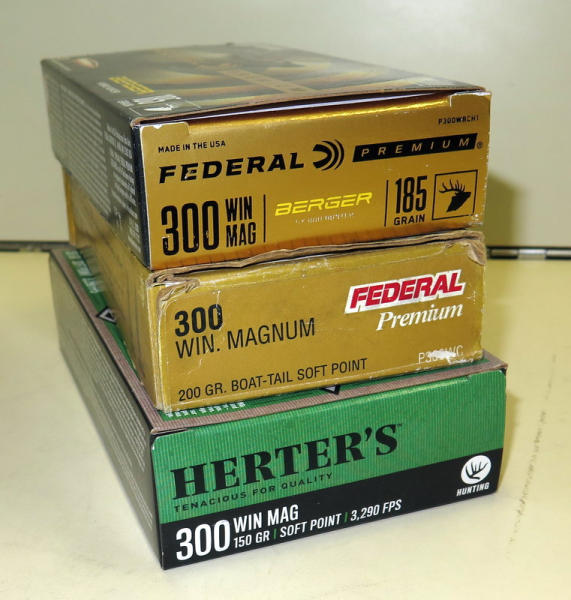 BERGER
P300WBCH1
MADE IN THE USA
FEDERAL PREMIUM®
300 WIN MAG
BERGER
185 GRAIN
FEDERAL
Premium
300
WIN. MAGNUM
200 GR. BOAT-TAIL SOFT POINT
HERTER'S™
TENACIOUS FOR QUALITY
HUNTING
300 WIN MAG
150 GR | SOFT POINT | 3,290 FPS